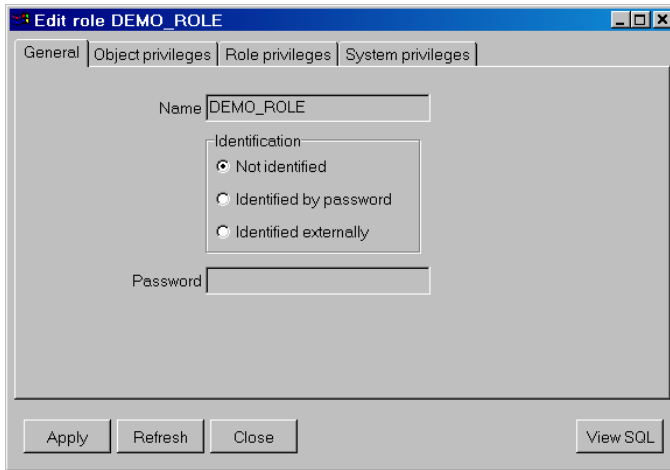 Edit role DEMO_ROLE
General Object privileges Role privileges System privileges
Name DEMO_ROLE
Identification
Not identified
Identified by password
Identified externally
Password
Apply Refresh Close View SQL